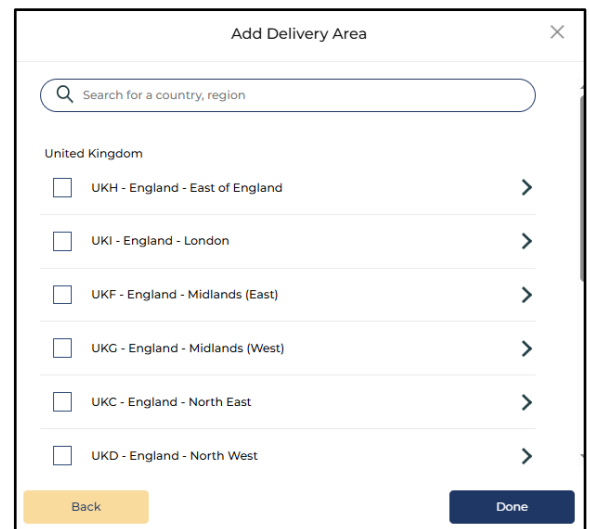 Add Delivery Area
Search for a country, region
United Kingdom
UKH - England - East of England
UKI - England - London
UKF - England - Midlands (East)
UKG - England - Midlands (West)
UKC - England - North East
UKD - England - North West
Back
Done